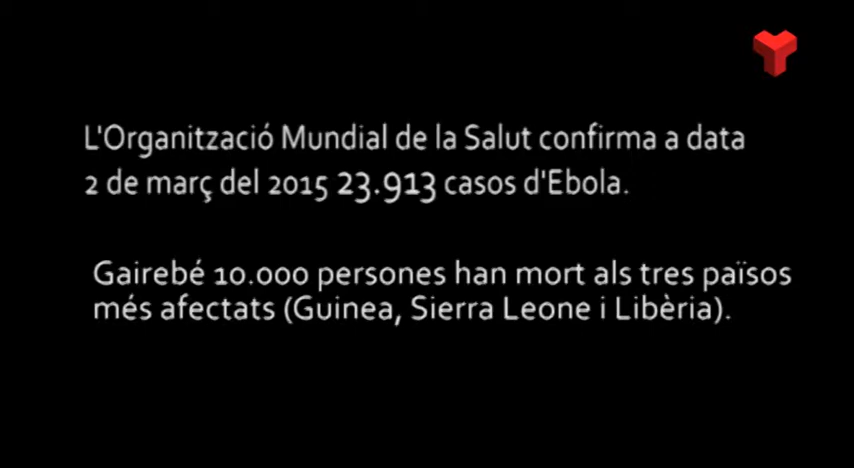 L'Organització Mundial de la Salut confirma a data
2 de març del 2015 23.913 casos d'Ebola.
Gairebé 10.000 persones han mort als tres països
més afectats (Guinea, Sierra Leone i Libèria).